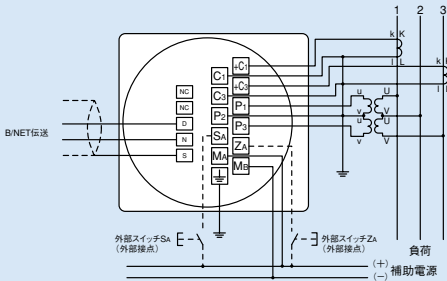 1 2 3
k K
l L
k
l
+C1
C1
+C3
C3
P1
P2
P3
SA
ZA
MA
MB
NC
NC
D
N
S
B/NET伝送
u U
v V
u U
v V
外部スイッチSA
(外部接点)
外部スイッチZA
(外部接点)
負荷
(+)
補助電源
(−)